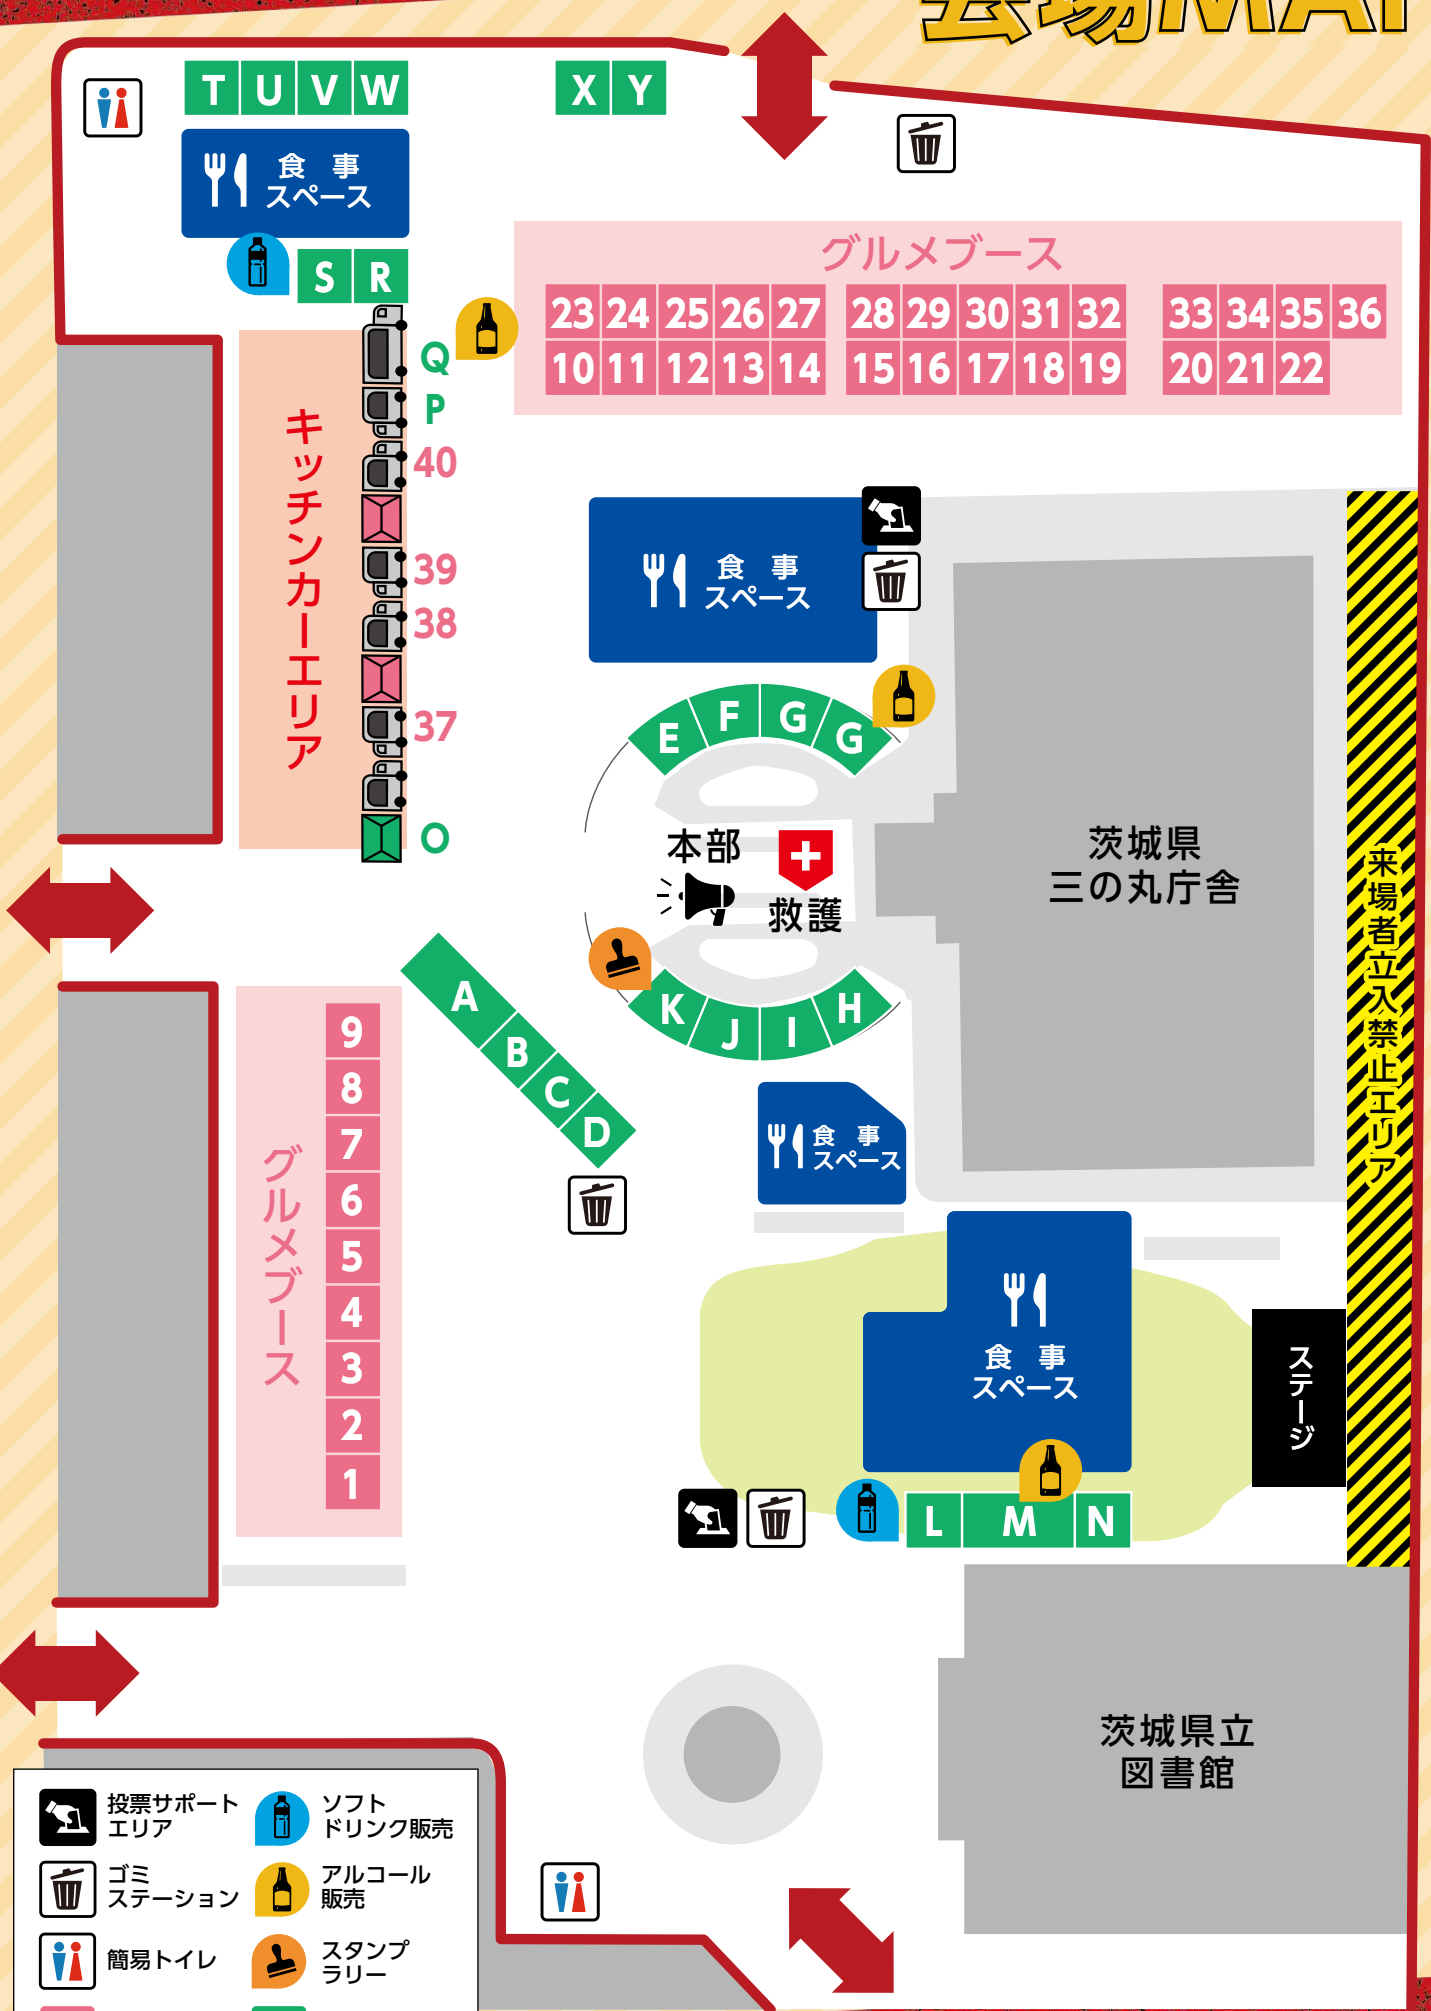 会場MAP
T U V W
X Y
食 事
スペース
S R
グルメブース
23 24 25 26 27 28 29 30 31 32 33 34 35 36
10 11 12 13 14 15 16 17 18 19 20 21 22
キッチンカーエリア
Q
P
40
39
38
37
O
食 事
スペース
E F G G
本部
救護
茨城県
三の丸庁舎
来場者立入禁止エリア
K J I H
A
B
C
D
グルメブース
9
8
7
6
5
4
3
2
1
食 事
スペース
食 事
スペース
ステージ
L M N
茨城県立
図書館
投票サポート
エリア
ソフト
ドリンク販売
ゴミ
ステーション
アルコール
販売
簡易トイレ
スタンプ
ラリー